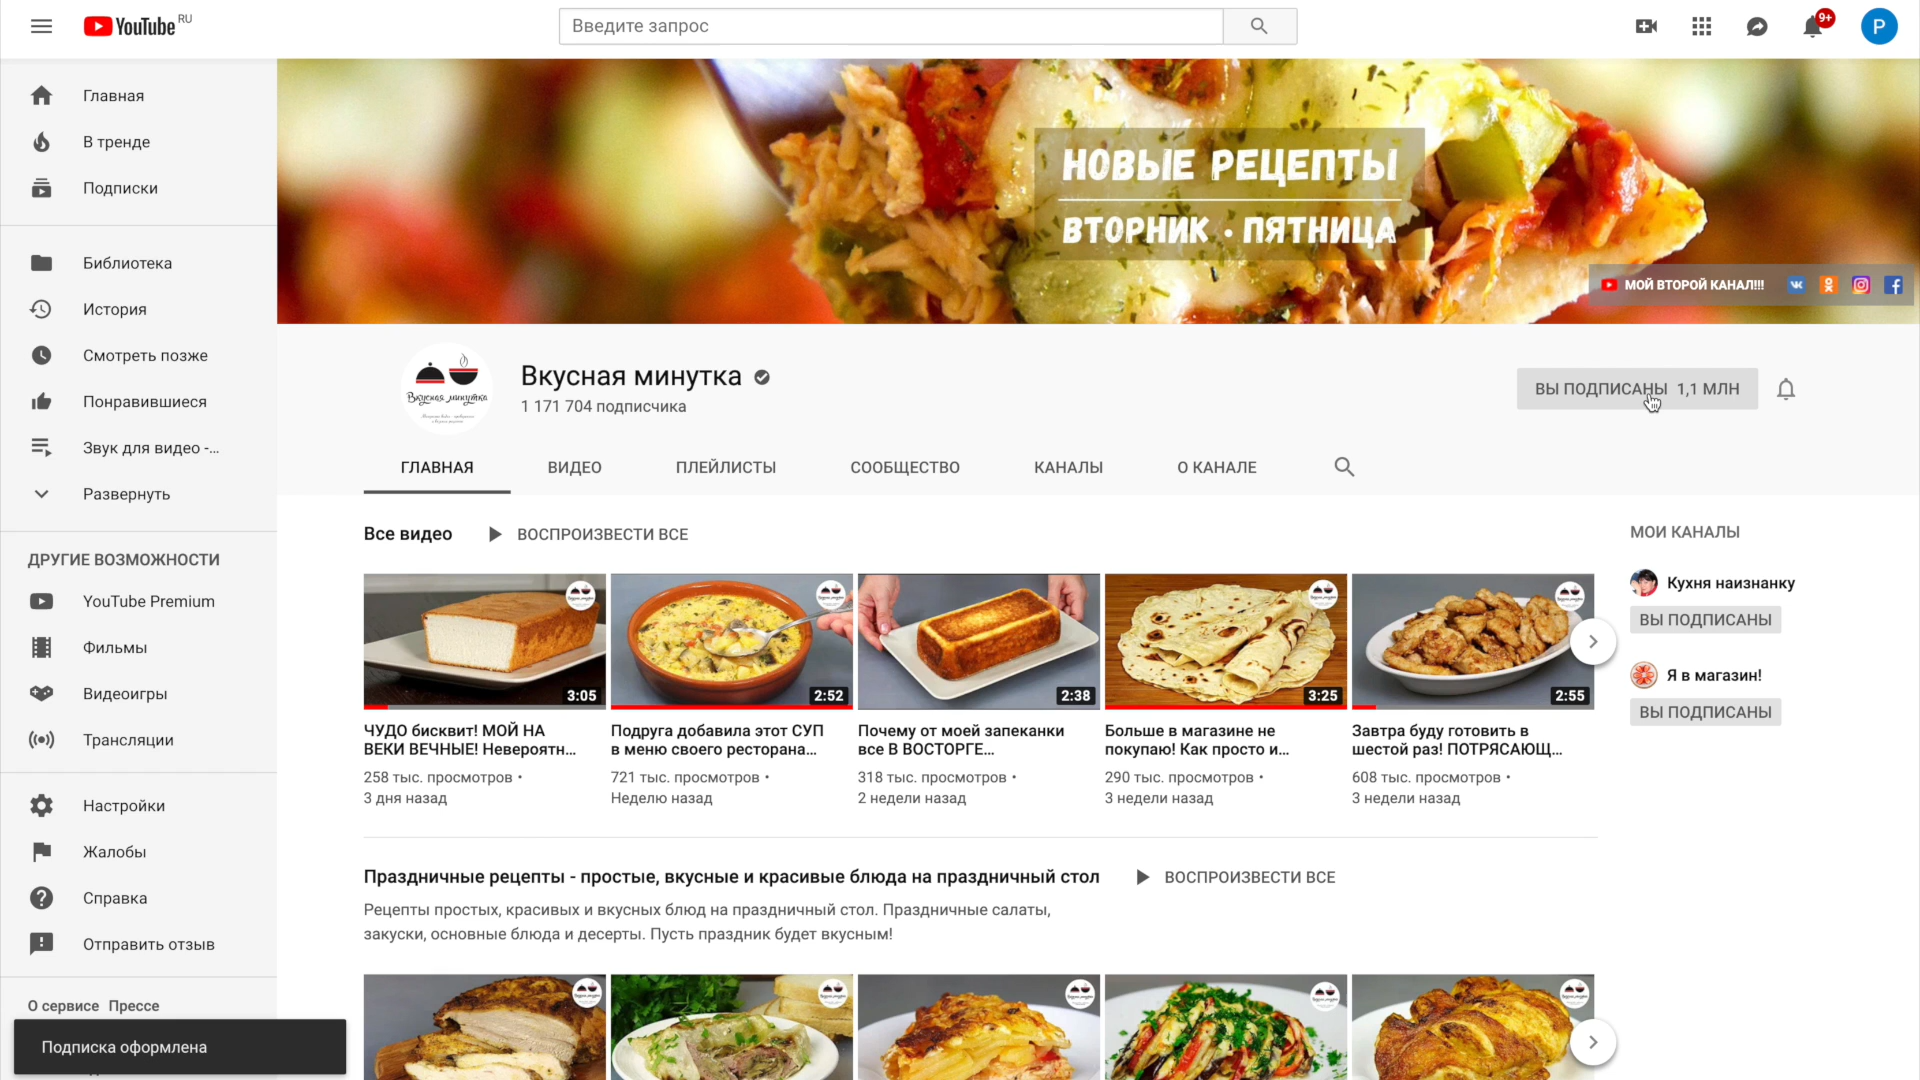 YouTube RU
Введите запрос
9+
P
Главная
В тренде
Подписки
Библиотека
История
Смотреть позже
Понравившиеся
Звук для видео -...
Развернуть
ДРУГИЕ ВОЗМОЖНОСТИ
YouTube Premium
Фильмы
Видеоигры
Трансляции
Настройки
Жалобы
Справка
Отправить отзыв
О сервисе Прессе
Подписка оформлена
НОВЫЕ РЕЦЕПТЫ
ВТОРНИК · ПЯТНИЦА
МОЙ ВТОРОЙ КАНАЛ!!!
Вкусная минутка
Вкусная минутка
1 171 704 подписчика
ВЫ ПОДПИСАНЫ 1,1 МЛН
ГЛАВНАЯ ВИДЕО ПЛЕЙЛИСТЫ СООБЩЕСТВО КАНАЛЫ О КАНАЛЕ
Все видео ВОСПРОИЗВЕСТИ ВСЕ
3:05
ЧУДО бисквит! МОЙ НА
ВЕКИ ВЕЧНЫЕ! Невероятн...
258 тыс. просмотров •
3 дня назад
2:52
Подруга добавила этот СУП
в меню своего ресторана...
721 тыс. просмотров •
Неделю назад
2:38
Почему от моей запеканки
все В ВОСТОРГЕ...
318 тыс. просмотров •
2 недели назад
3:25
Больше в магазине не
покупаю! Как просто и...
290 тыс. просмотров •
3 недели назад
2:55
Завтра буду готовить в
шестой раз! ПОТРЯСАЮЩ...
608 тыс. просмотров •
3 недели назад
МОИ КАНАЛЫ
Кухня наизнанку
ВЫ ПОДПИСАНЫ
Я в магазин!
ВЫ ПОДПИСАНЫ
Праздничные рецепты - простые, вкусные и красивые блюда на праздничный стол ВОСПРОИЗВЕСТИ ВСЕ
Рецепты простых, красивых и вкусных блюд на праздничный стол. Праздничные салаты,
закуски, основные блюда и десерты. Пусть праздник будет вкусным!